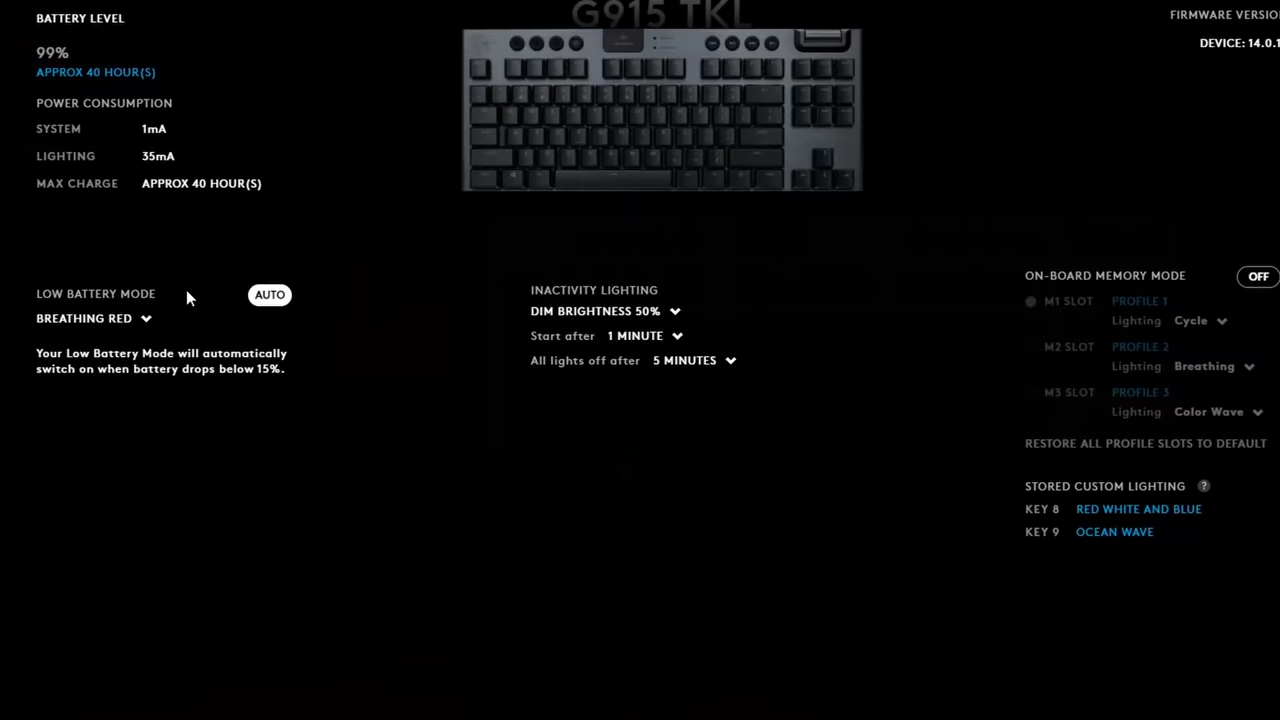 BATTERY LEVEL
99%
APPROX 40 HOUR(S)
POWER CONSUMPTION
SYSTEM 1mA
LIGHTING 35mA
MAX CHARGE APPROX 40 HOUR(S)
G915 TKL
FIRMWARE VERSIO
DEVICE: 14.0.1
LOW BATTERY MODE AUTO
BREATHING RED
Your Low Battery Mode will automatically
switch on when battery drops below 15%.
INACTIVITY LIGHTING
DIM BRIGHTNESS 50%
Start after 1 MINUTE
All lights off after 5 MINUTES
ON-BOARD MEMORY MODE OFF
M1 SLOT PROFILE 1
Lighting Cycle
M2 SLOT PROFILE 2
Lighting Breathing
M3 SLOT PROFILE 3
Lighting Color Wave
RESTORE ALL PROFILE SLOTS TO DEFAULT
STORED CUSTOM LIGHTING ?
KEY 8 RED WHITE AND BLUE
KEY 9 OCEAN WAVE